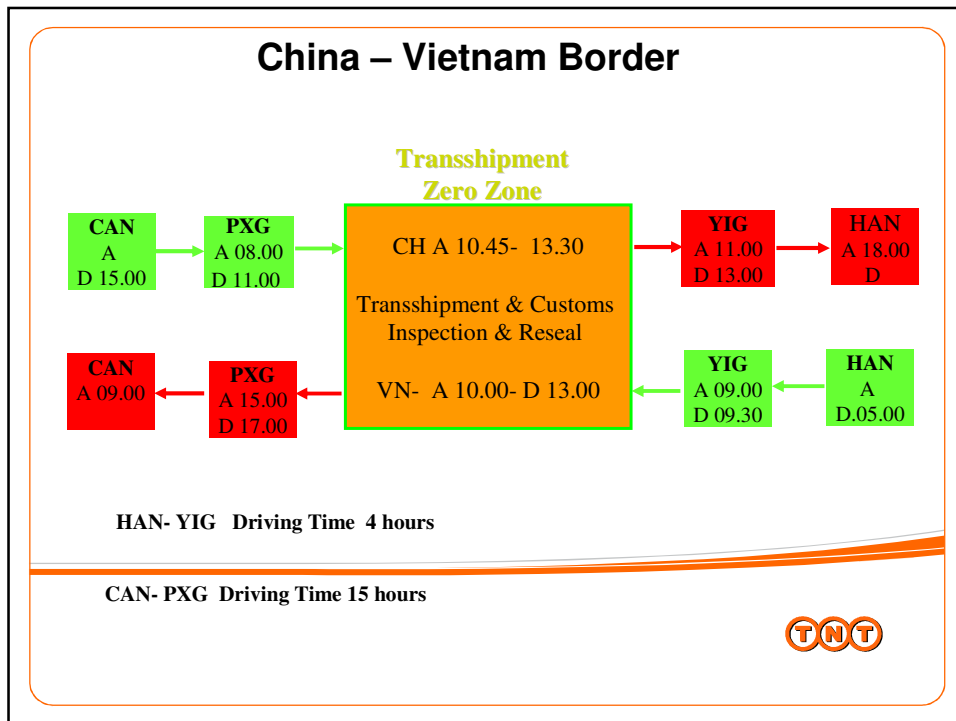 China – Vietnam Border
Transshipment
Zero Zone
CAN
A
D 15.00
PXG
A 08.00
D 11.00
CH A 10.45- 13.30
Transshipment & Customs
Inspection & Reseal
VN- A 10.00- D 13.00
YIG
A 11.00
D 13.00
HAN
A 18.00
D
CAN
A 09.00
PXG
A 15.00
D 17.00
YIG
A 09.00
D 09.30
HAN
A
D.05.00
HAN- YIG Driving Time 4 hours
CAN- PXG Driving Time 15 hours
TNT